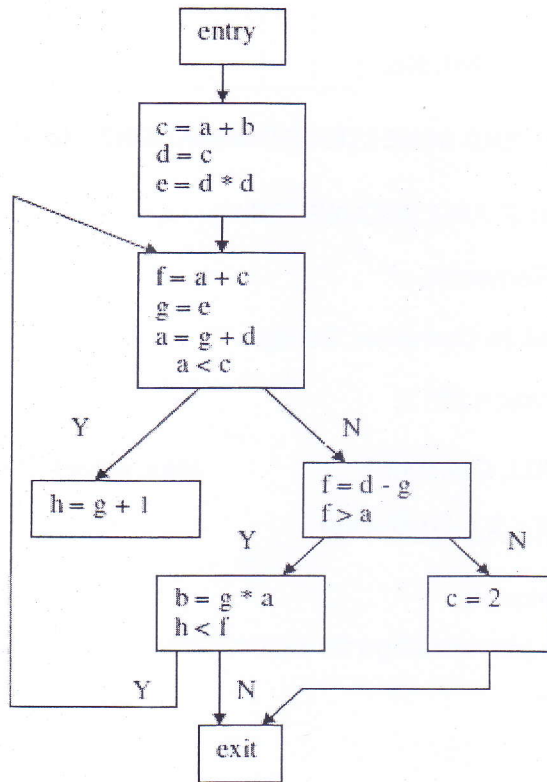 entry
c = a + b
d = c
e = d * d
f = a + c
g = e
a = g + d
a < c
Y
N
h = g + 1
f = d - g
f > a
Y
N
b = g * a
h < f
c = 2
Y
N
exit